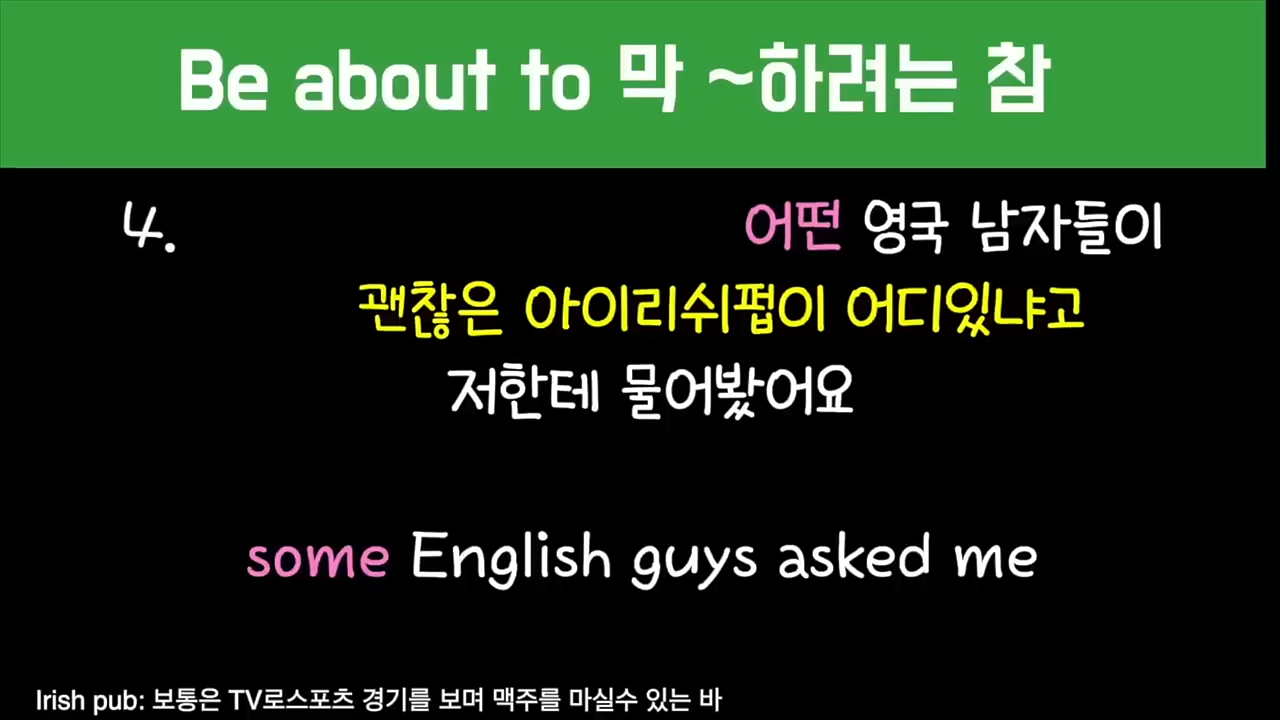 Be about to 막 ~하려는 참
4. 어떤 영국 남자들이
괜찮은 아이리쉬펍이 어디있냐고
저한테 물어봤어요
some English guys asked me
Irish pub: 보통은 TV로스포츠 경기를 보며 맥주를 마실수 있는 바